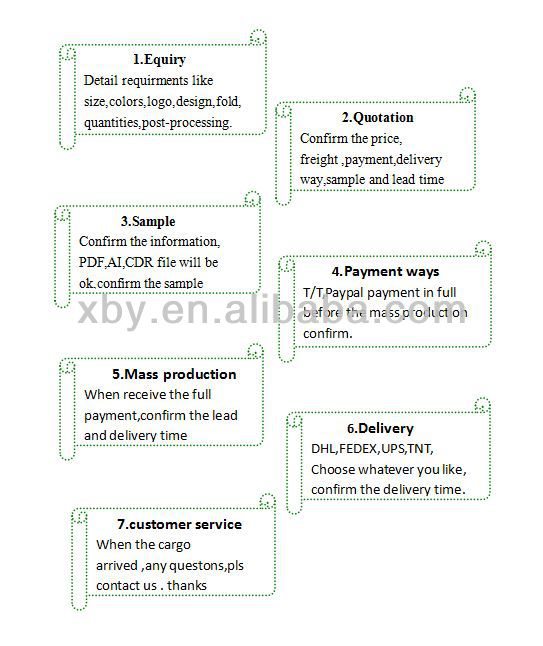 1.Equiry
Detail requirments like
size,colors,logo,design,fold,
quantities,post-processing.
2.Quotation
Confirm the price,
freight ,payment,delivery
way,sample and lead time
3.Sample
Confirm the information,
PDF,AI,CDR file will be
ok.confirm the sample
4.Payment ways
T/T,Paypal payment in full
before the mass production
confirm.
xby.en.alibaba.com
5.Mass production
When receive the full
payment,confirm the lead
and delivery time
6.Delivery
DHL,FEDEX,UPS,TNT,
Choose whatever you like,
confirm the delivery time.
7.customer service
When the cargo
arrived ,any questons,pls
contact us . thanks